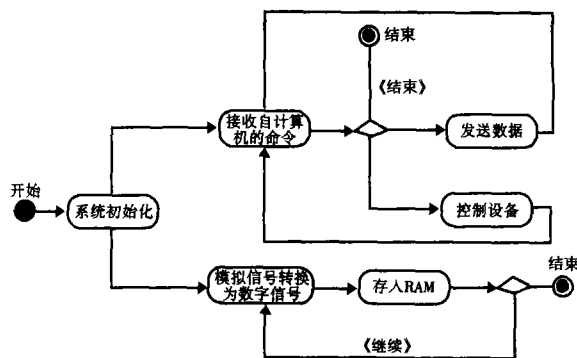 结束
《结束》
接收自计算
机的命令
发送数据
开始
系统初始化
控制设备
模拟信号转换
为数字信号
存入RAM
结束
《继续》